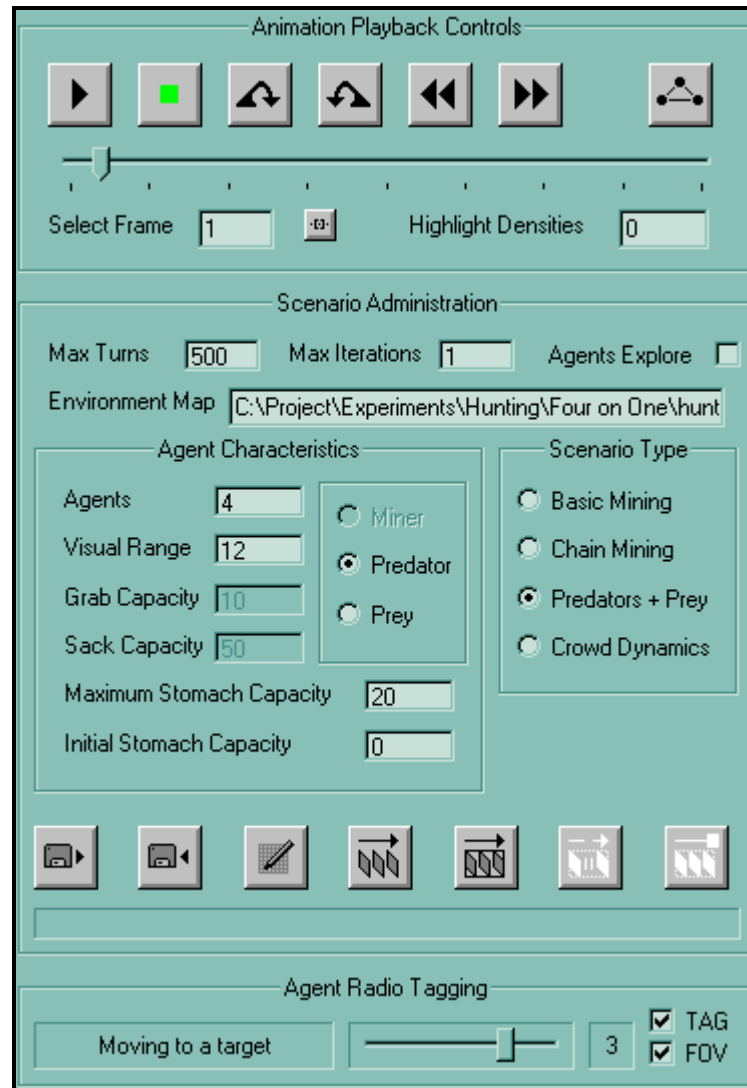 Animation Playback Controls
Select Frame 1 Highlight Densities 0
Scenario Administration
Max Turns 500 Max Iterations 1 Agents Explore
Environment Map C:\Project\Experiments\Hunting\Four on One\hunt
Agent Characteristics
Agents 4
Visual Range 12
Grab Capacity 10
Sack Capacity 50
Miner
Predator
Prey
Maximum Stomach Capacity 20
Initial Stomach Capacity 0
Scenario Type
Basic Mining
Chain Mining
Predators + Prey
Crowd Dynamics
Agent Radio Tagging
Moving to a target 3
TAG
FOV